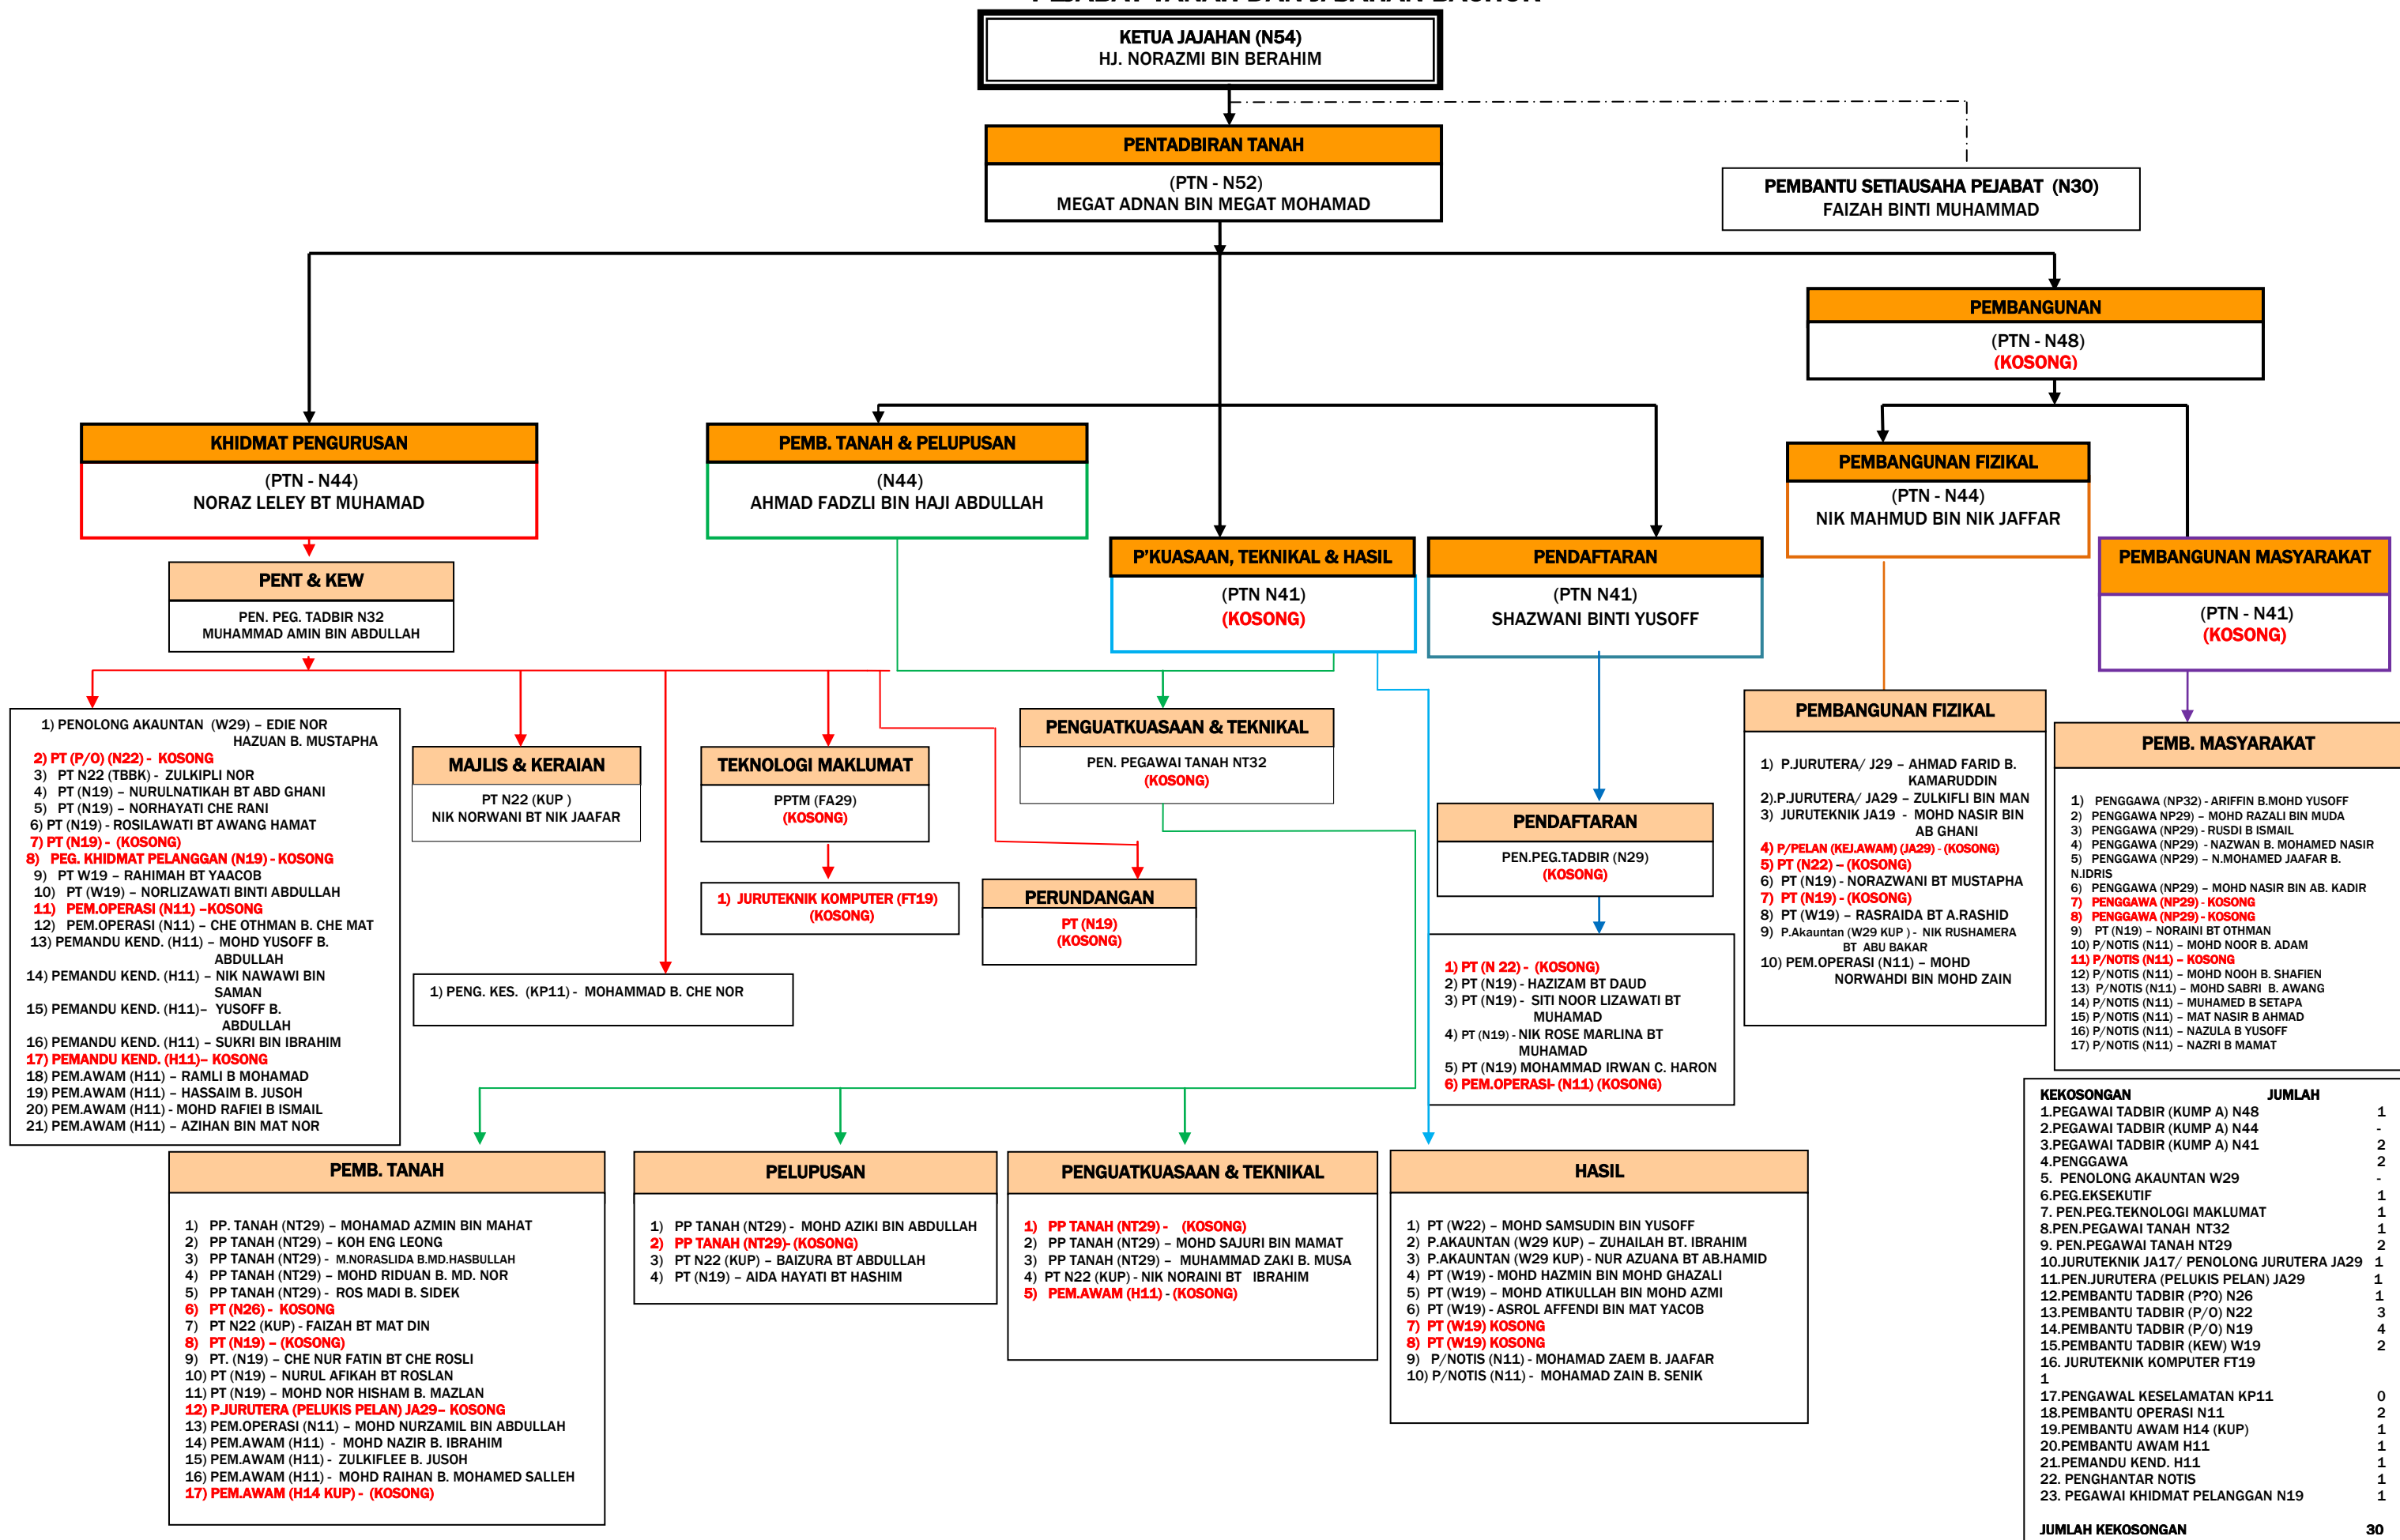 PEJABAT TANAH DAN JAJAHAN BACHOK
KETUA JAJAHAN (N54)
HJ. NORAZMI BIN BERAHIM
PENTADBIRAN TANAH
(PTN - N52)
MEGAT ADNAN BIN MEGAT MOHAMAD
PEMBANTU SETIAUSAHA PEJABAT (N30)
FAIZAH BINTI MUHAMMAD
PEMBANGUNAN
(PTN - N48)
(KOSONG)
KHIDMAT PENGURUSAN
(PTN - N44)
NORAZ LELEY BT MUHAMAD
PEMB. TANAH & PELUPUSAN
(N44)
AHMAD FADZLI BIN HAJI ABDULLAH
P'KUASAAN, TEKNIKAL & HASIL
(PTN N41)
(KOSONG)
PENDAFTARAN
(PTN N41)
SHAZWANI BINTI YUSOFF
PEMBANGUNAN FIZIKAL
(PTN - N44)
NIK MAHMUD BIN NIK JAFFAR
PEMBANGUNAN MASYARAKAT
(PTN - N41)
(KOSONG)
PENT & KEW
PEN. PEG. TADBIR N32
MUHAMMAD AMIN BIN ABDULLAH
1) PENOLONG AKAUNTAN (W29) – EDIE NOR
HAZUAN B. MUSTAPHA
2) PT (P/O) (N22) - KOSONG
3) PT N22 (TBBK) - ZULKIPLI NOR
4) PT (N19) – NURULNATIKAH BT ABD GHANI
5) PT (N19) – NORHAYATI CHE RANI
6) PT (N19) - ROSILAWATI BT AWANG HAMAT
7) PT (N19) - (KOSONG)
8) PEG. KHIDMAT PELANGGAN (N19) - KOSONG
9) PT W19 – RAHIMAH BT YAACOB
10) PT (W19) – NORLIZAWATI BINTI ABDULLAH
11) PEM.OPERASI (N11) –KOSONG
12) PEM.OPERASI (N11) – CHE OTHMAN B. CHE MAT
13) PEMANDU KEND. (H11) – MOHD YUSOFF B.
ABDULLAH
14) PEMANDU KEND. (H11) – NIK NAWAWI BIN
SAMAN
15) PEMANDU KEND. (H11)– YUSOFF B.
ABDULLAH
16) PEMANDU KEND. (H11) – SUKRI BIN IBRAHIM
17) PEMANDU KEND. (H11)– KOSONG
18) PEM.AWAM (H11) – RAMLI B MOHAMAD
19) PEM.AWAM (H11) – HASSAIM B. JUSOH
20) PEM.AWAM (H11) - MOHD RAFIEI B ISMAIL
21) PEM.AWAM (H11) – AZIHAN BIN MAT NOR
MAJLIS & KERAIAN
PT N22 (KUP )
NIK NORWANI BT NIK JAAFAR
TEKNOLOGI MAKLUMAT
PPTM (FA29)
(KOSONG)
1) JURUTEKNIK KOMPUTER (FT19)
(KOSONG)
1) PENG. KES. (KP11) - MOHAMMAD B. CHE NOR
PERUNDANGAN
PT (N19)
(KOSONG)
PENGUATKUASAAN & TEKNIKAL
PEN. PEGAWAI TANAH NT32
(KOSONG)
PENDAFTARAN
PEN.PEG.TADBIR (N29)
(KOSONG)
1) PT (N 22) - (KOSONG)
2) PT (N19) - HAZIZAM BT DAUD
3) PT (N19) - SITI NOOR LIZAWATI BT
MUHAMAD
4) PT (N19) - NIK ROSE MARLINA BT
MUHAMAD
5) PT (N19) MOHAMMAD IRWAN C. HARON
6) PEM.OPERASI- (N11) (KOSONG)
PEMBANGUNAN FIZIKAL
1) P.JURUTERA/ J29 – AHMAD FARID B.
KAMARUDDIN
2).P.JURUTERA/ JA29 – ZULKIFLI BIN MAN
3) JURUTEKNIK JA19 - MOHD NASIR BIN
AB GHANI
4) P/PELAN (KEJ.AWAM) (JA29) - (KOSONG)
5) PT (N22) – (KOSONG)
6) PT (N19) - NORAZWANI BT MUSTAPHA
7) PT (N19) - (KOSONG)
8) PT (W19) – RASRAIDA BT A.RASHID
9) P.Akauntan (W29 KUP ) - NIK RUSHAMERA
BT ABU BAKAR
10) PEM.OPERASI (N11) – MOHD
NORWAHDI BIN MOHD ZAIN
PEMB. MASYARAKAT
1) PENGGAWA (NP32) - ARIFFIN B.MOHD YUSOFF
2) PENGGAWA NP29) – MOHD RAZALI BIN MUDA
3) PENGGAWA (NP29) - RUSDI B ISMAIL
4) PENGGAWA (NP29) - NAZWAN B. MOHAMED NASIR
5) PENGGAWA (NP29) – N.MOHAMED JAAFAR B.
N.IDRIS
6) PENGGAWA (NP29) – MOHD NASIR BIN AB. KADIR
7) PENGGAWA (NP29) - KOSONG
8) PENGGAWA (NP29) - KOSONG
9) PT (N19) – NORAINI BT OTHMAN
10) P/NOTIS (N11) – MOHD NOOR B. ADAM
11) P/NOTIS (N11) – KOSONG
12) P/NOTIS (N11) – MOHD NOOH B. SHAFIEN
13) P/NOTIS (N11) – MOHD SABRI B. AWANG
14) P/NOTIS (N11) – MUHAMED B SETAPA
15) P/NOTIS (N11) – MAT NASIR B AHMAD
16) P/NOTIS (N11) – NAZULA B YUSOFF
17) P/NOTIS (N11) – NAZRI B MAMAT
PEMB. TANAH
1) PP. TANAH (NT29) – MOHAMAD AZMIN BIN MAHAT
2) PP TANAH (NT29) – KOH ENG LEONG
3) PP TANAH (NT29) - M.NORASLIDA B.MD.HASBULLAH
4) PP TANAH (NT29) – MOHD RIDUAN B. MD. NOR
5) PP TANAH (NT29) - ROS MADI B. SIDEK
6) PT (N26) - KOSONG
7) PT N22 (KUP) - FAIZAH BT MAT DIN
8) PT (N19) – (KOSONG)
9) PT. (N19) – CHE NUR FATIN BT CHE ROSLI
10) PT (N19) – NURUL AFIKAH BT ROSLAN
11) PT (N19) – MOHD NOR HISHAM B. MAZLAN
12) P.JURUTERA (PELUKIS PELAN) JA29– KOSONG
13) PEM.OPERASI (N11) – MOHD NURZAMIL BIN ABDULLAH
14) PEM.AWAM (H11) - MOHD NAZIR B. IBRAHIM
15) PEM.AWAM (H11) - ZULKIFLEE B. JUSOH
16) PEM.AWAM (H11) - MOHD RAIHAN B. MOHAMED SALLEH
17) PEM.AWAM (H14 KUP) - (KOSONG)
PELUPUSAN
1) PP TANAH (NT29) - MOHD AZIKI BIN ABDULLAH
2) PP TANAH (NT29)- (KOSONG)
3) PT N22 (KUP) – BAIZURA BT ABDULLAH
4) PT (N19) – AIDA HAYATI BT HASHIM
PENGUATKUASAAN & TEKNIKAL
1) PP TANAH (NT29) - (KOSONG)
2) PP TANAH (NT29) – MOHD SAJURI BIN MAMAT
3) PP TANAH (NT29) – MUHAMMAD ZAKI B. MUSA
4) PT N22 (KUP) - NIK NORAINI BT IBRAHIM
5) PEM.AWAM (H11) - (KOSONG)
HASIL
1) PT (W22) – MOHD SAMSUDIN BIN YUSOFF
2) P.AKAUNTAN (W29 KUP) – ZUHAILAH BT. IBRAHIM
3) P.AKAUNTAN (W29 KUP) - NUR AZUANA BT AB.HAMID
4) PT (W19) - MOHD HAZMIN BIN MOHD GHAZALI
5) PT (W19) – MOHD ATIKULLAH BIN MOHD AZMI
6) PT (W19) - ASROL AFFENDI BIN MAT YACOB
7) PT (W19) KOSONG
8) PT (W19) KOSONG
9) P/NOTIS (N11) - MOHAMAD ZAEM B. JAAFAR
10) P/NOTIS (N11) - MOHAMAD ZAIN B. SENIK
KEKOSONGAN JUMLAH
1.PEGAWAI TADBIR (KUMP A) N48 1
2.PEGAWAI TADBIR (KUMP A) N44 -
3.PEGAWAI TADBIR (KUMP A) N41 2
4.PENGGAWA 2
5. PENOLONG AKAUNTAN W29 -
6.PEG.EKSEKUTIF 1
7. PEN.PEG.TEKNOLOGI MAKLUMAT 1
8.PEN.PEGAWAI TANAH NT32 1
9. PEN.PEGAWAI TANAH NT29 2
10.JURUTEKNIK JA17/ PENOLONG JURUTERA JA29 1
11.PEN.JURUTERA (PELUKIS PELAN) JA29 1
12.PEMBANTU TADBIR (P?O) N26 1
13.PEMBANTU TADBIR (P/O) N22 3
14.PEMBANTU TADBIR (P/O) N19 4
15.PEMBANTU TADBIR (KEW) W19 2
16. JURUTEKNIK KOMPUTER FT19
1
17.PENGAWAL KESELAMATAN KP11 0
18.PEMBANTU OPERASI N11 2
19.PEMBANTU AWAM H14 (KUP) 1
20.PEMBANTU AWAM H11 1
21.PEMANDU KEND. H11 1
22. PENGHANTAR NOTIS 1
23. PEGAWAI KHIDMAT PELANGGAN N19 1
JUMLAH KEKOSONGAN 30